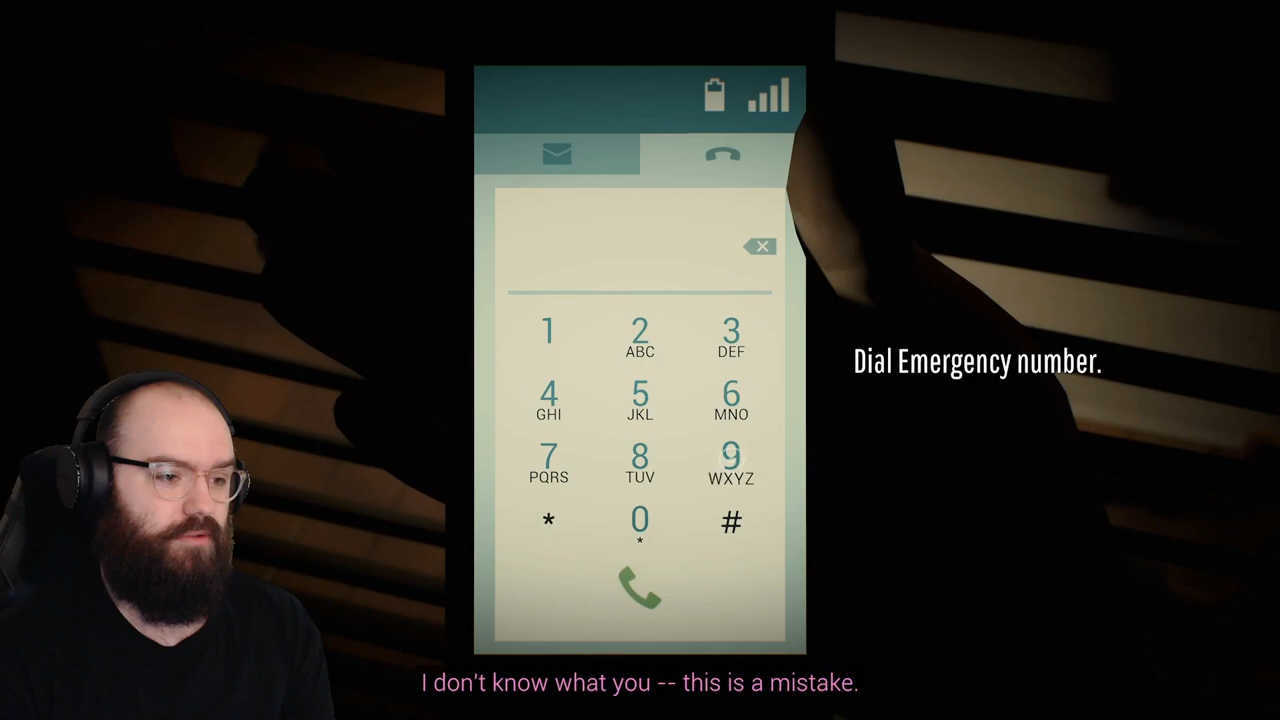 1
2
ABC
3
DEF
4
GHI
5
JKL
6
MNO
7
PQRS
8
TUV
9
WXYZ
*
0
*
#
Dial Emergency number.
I don't know what you -- this is a mistake.